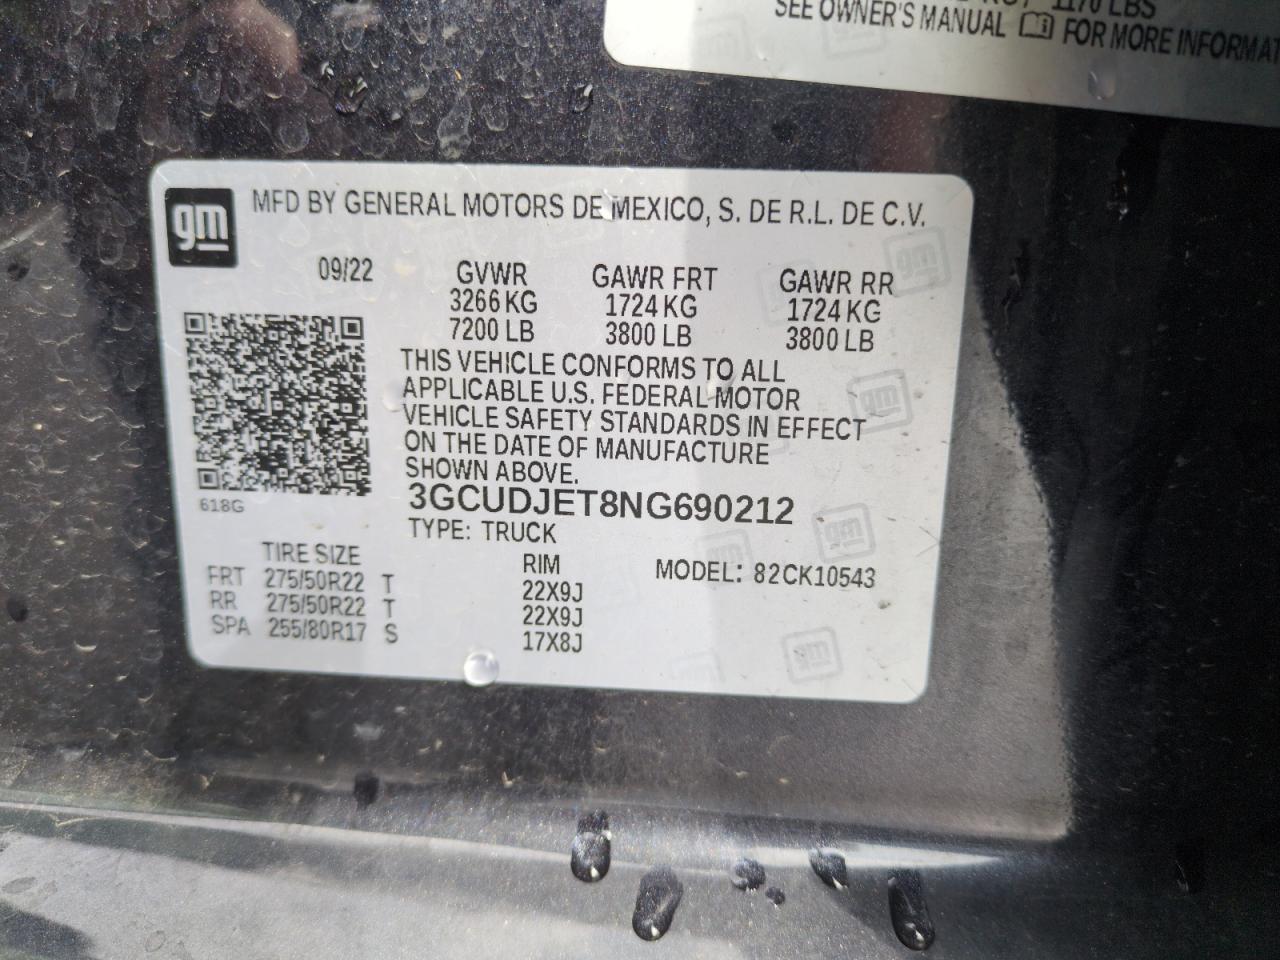 1170 LBS
SEE OWNER'S MANUAL FOR MORE
gm
MFD BY GENERAL MOTORS DE MEXICO, S. DE R.L. DE C.V.
09/22 GVWR GAWR FRT GAWR RR
3266 KG 1724 KG 1724 KG
7200 LB 3800 LB 3800 LB
THIS VEHICLE CONFORMS TO ALL
APPLICABLE U.S. FEDERAL MOTOR
VEHICLE SAFETY STANDARDS IN EFFECT
ON THE DATE OF MANUFACTURE
SHOWN ABOVE.
3GCUDJET8NG690212
618G
TYPE: TRUCK
TIRE SIZE RIM MODEL: 82CK10543
FRT 275/50R22 T 22X9J
RR 275/50R22 T 22X9J
SPA 255/80R17 S 17X8J